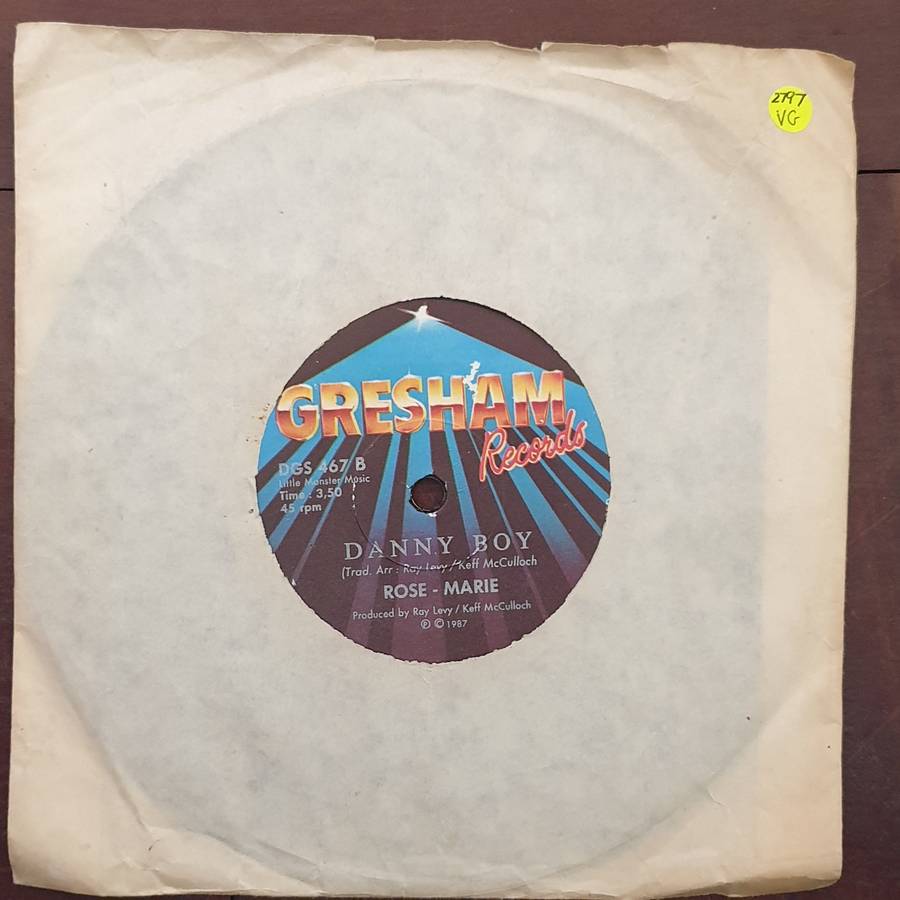 2797
VG
GRESHAM
Records
DGS 467 B
Little Monster Music
Time : 3,50
45 rpm
DANNY BOY
(Trad. Arr : Ray Levy / Keff McCulloch
ROSE - MARIE
Produced by Ray Levy / Keff McCulloch
℗ © 1987